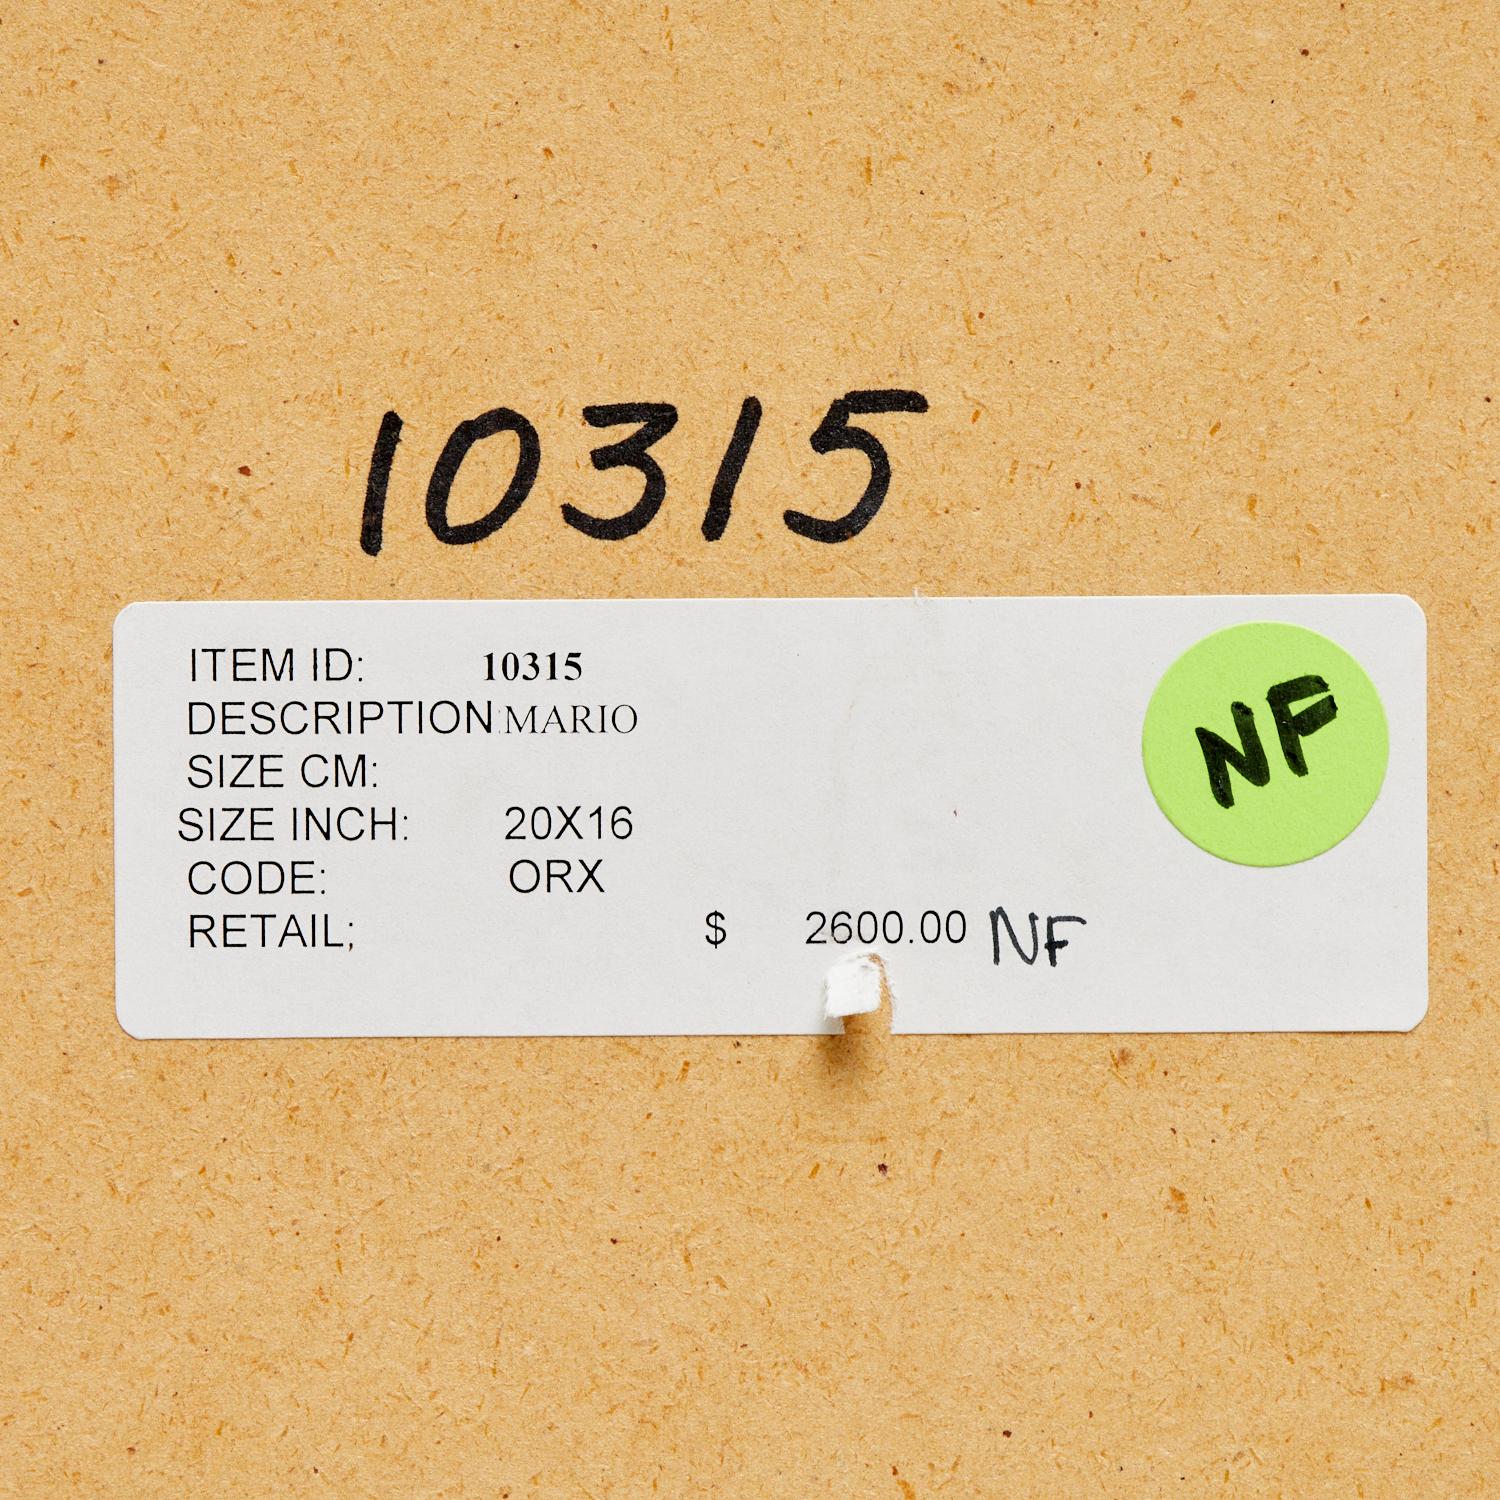 10315
ITEM ID: 10315
NF
DESCRIPTION:MARIO
SIZE CM:
SIZE INCH: 20X16
CODE: ORX
RETAIL; $ 2600.00 NF